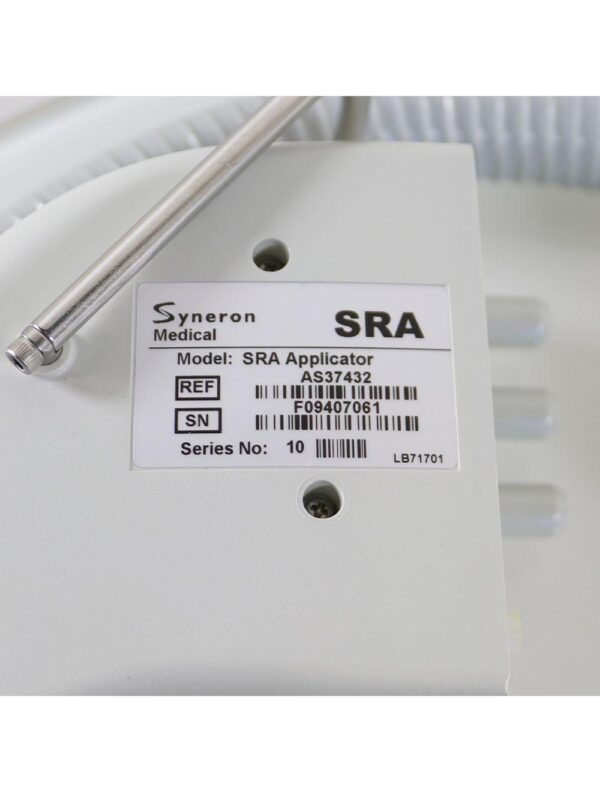 Syneron
Medical
SRA
Model: SRA Applicator
REF
AS37432
SN
F09407061
Series No: 10
LB71701